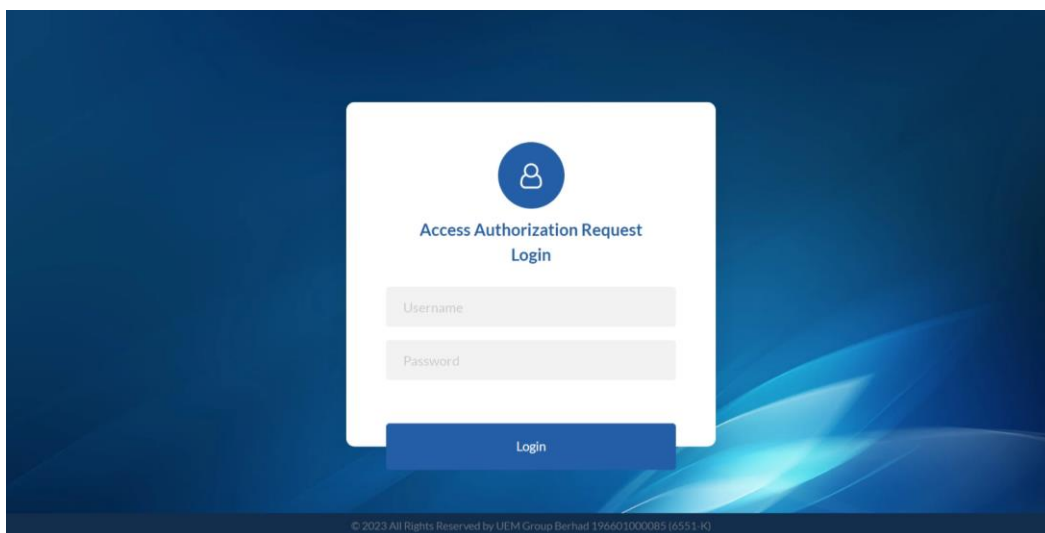 Access Authorization Request
Login
Username
Password
Login
© 2023 All Rights Reserved by UEM Group Berhad 196601000085 (6551-K)